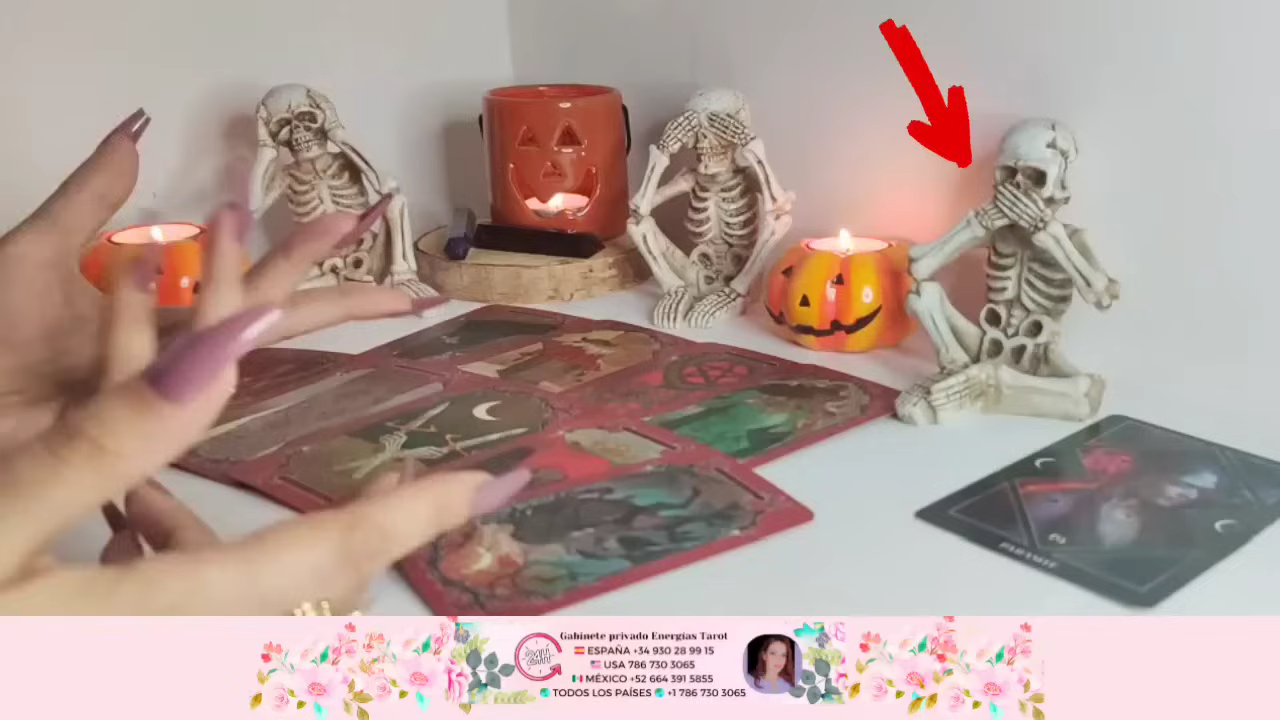 Gabinete privado Energías Tarot
ESPAÑA +34 930 28 99 15
USA 786 730 3065
MÉXICO +52 664 391 5855
TODOS LOS PAÍSES +1 786 730 3065